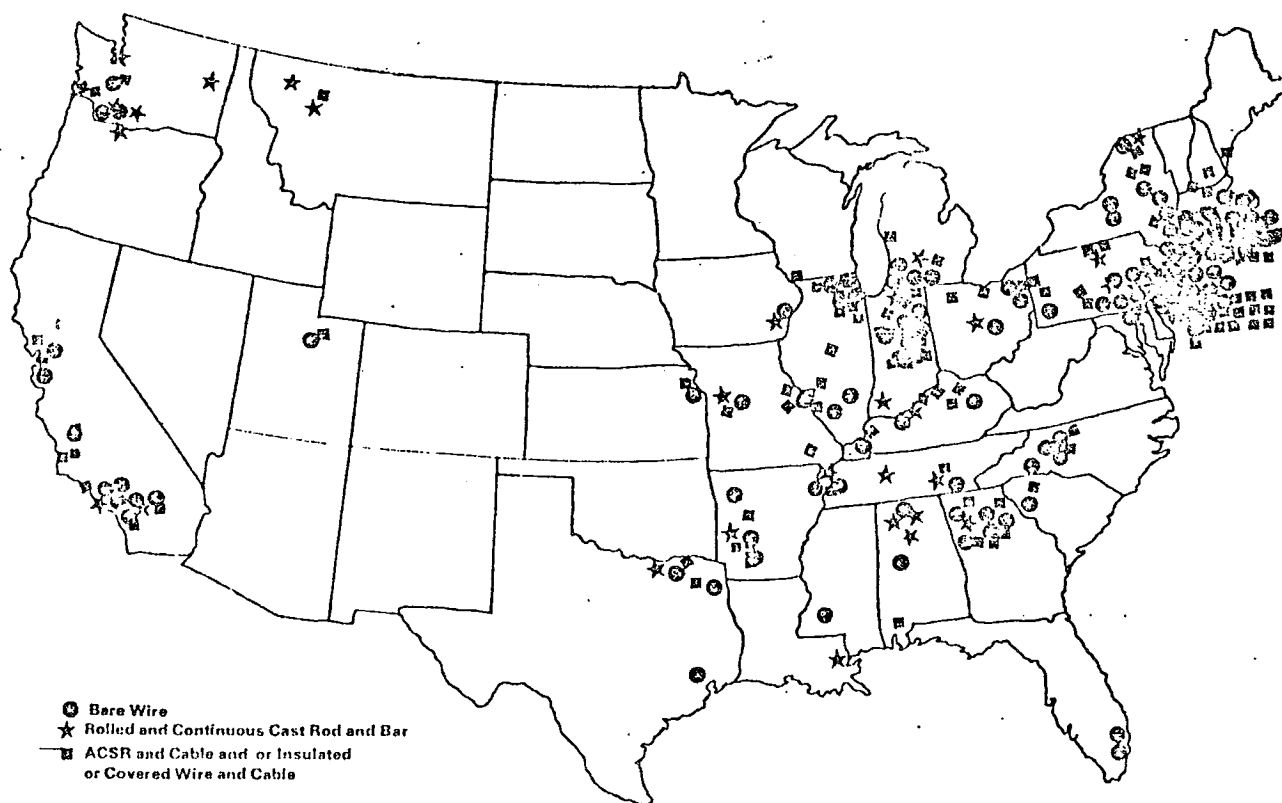 Bare Wire
Rolled and Continuous Cast Rod and Bar
ACSR and Cable and or Insulated
or Covered Wire and Cable